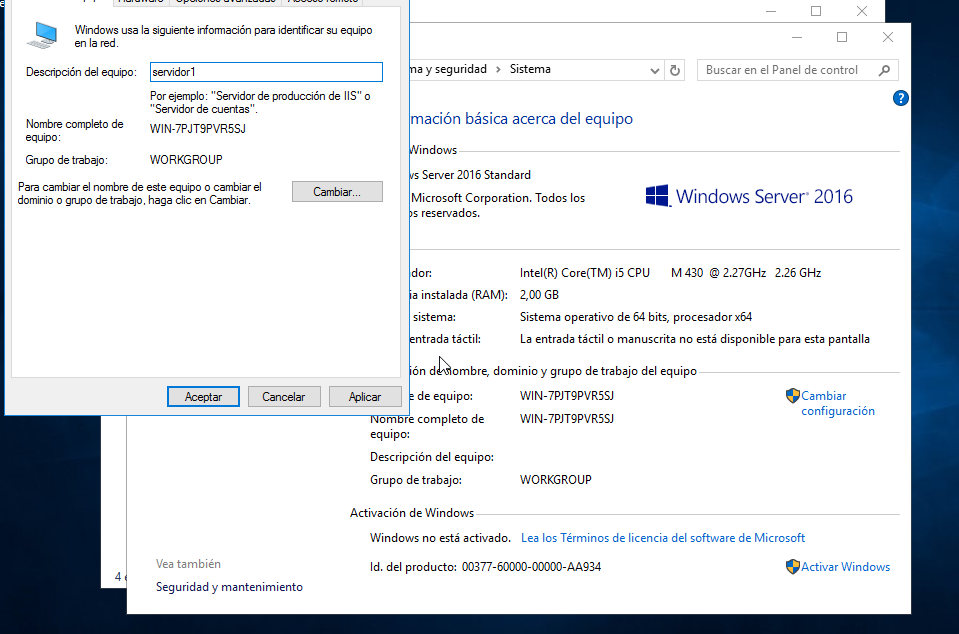 Windows usa la siguiente información para identificar su equipo
en la red.
Descripción del equipo:
servidor1
Por ejemplo: "Servidor de producción de IIS" o
"Servidor de cuentas".
Nombre completo de
equipo:
WIN-7PJT9PVR5SJ
Grupo de trabajo:
WORKGROUP
Para cambiar el nombre de este equipo o cambiar el
dominio o grupo de trabajo, haga clic en Cambiar.
Cambiar...
Aceptar
Cancelar
Aplicar
ma y seguridad > Sistema
Buscar en el Panel de control
?
mación básica acerca del equipo
Windows
ws Server 2016 Standard
Microsoft Corporation. Todos los
os reservados.
Windows Server® 2016
dor:
Intel(R) Core(TM) i5 CPU M 430 @ 2.27GHz 2.26 GHz
ia instalada (RAM):
2,00 GB
sistema:
Sistema operativo de 64 bits, procesador x64
entrada táctil:
La entrada táctil o manuscrita no está disponible para esta pantalla
ión de nombre, dominio y grupo de trabajo del equipo
e de equipo:
WIN-7PJT9PVR5SJ
Cambiar
configuración
Nombre completo de
equipo:
WIN-7PJT9PVR5SJ
Descripción del equipo:
Grupo de trabajo:
WORKGROUP
Activación de Windows
Windows no está activado.
Lea los Términos de licencia del software de Microsoft
Id. del producto: 00377-60000-00000-AA934
Activar Windows
Vea también
Seguridad y mantenimiento
4 e